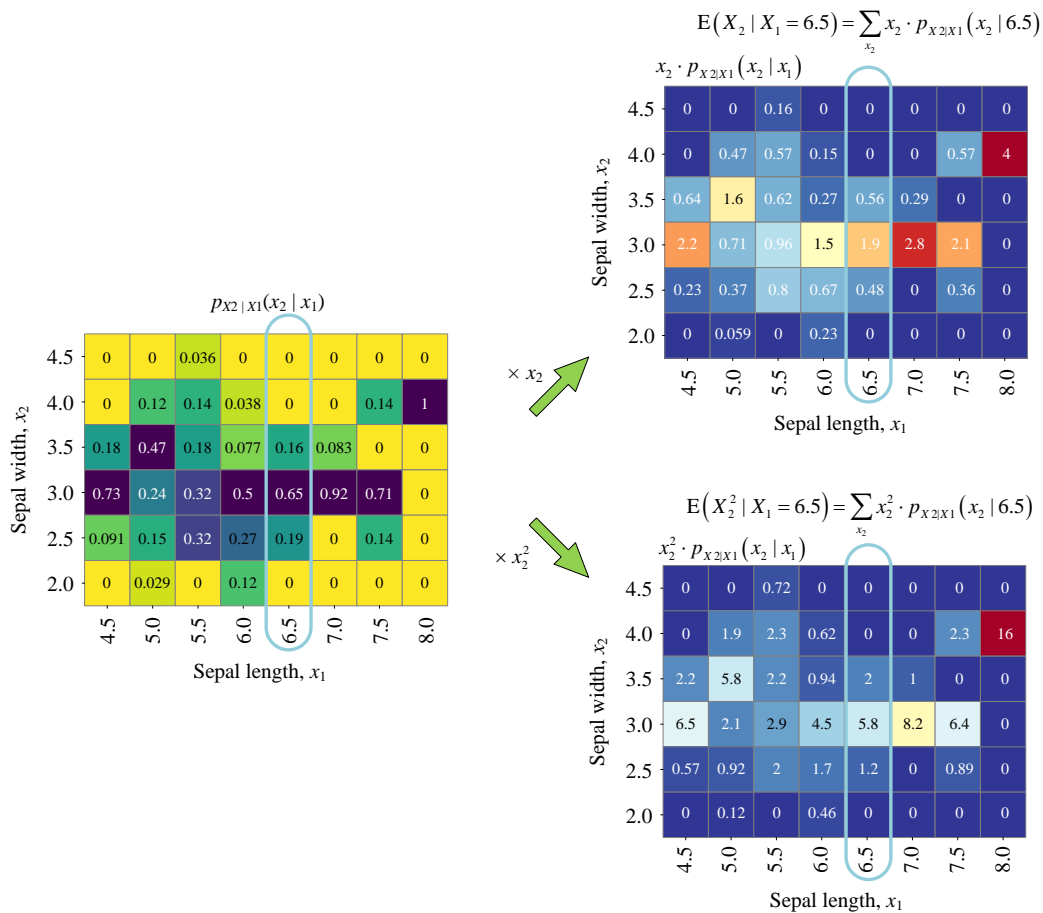 E(X₂ | X₁ = 6.5) = ∑ x₂ · p_{X2|X1}(x₂ | 6.5)
x₂
x₂ · p_{X2|X1}(x₂ | x₁)
4.5 0 0 0.16 0 0 0 0 0
4.0 0 0.47 0.57 0.15 0 0 0.57 4
3.5 0.64 1.6 0.62 0.27 0.56 0.29 0 0
3.0 2.2 0.71 0.96 1.5 1.9 2.8 2.1 0
2.5 0.23 0.37 0.8 0.67 0.48 0 0.36 0
2.0 0 0.059 0 0.23 0 0 0 0
4.5 5.0 5.5 6.0 6.5 7.0 7.5 8.0
Sepal width, x₂
Sepal length, x₁
p_{X2 | X1}(x₂ | x₁)
4.5 0 0 0.036 0 0 0 0 0
4.0 0 0.12 0.14 0.038 0 0 0.14 1
3.5 0.18 0.47 0.18 0.077 0.16 0.083 0 0
3.0 0.73 0.24 0.32 0.5 0.65 0.92 0.71 0
2.5 0.091 0.15 0.32 0.27 0.19 0 0.14 0
2.0 0 0.029 0 0.12 0 0 0 0
4.5 5.0 5.5 6.0 6.5 7.0 7.5 8.0
Sepal width, x₂
Sepal length, x₁
× x₂
× x₂²
E(X₂² | X₁ = 6.5) = ∑ x₂² · p_{X2|X1}(x₂ | 6.5)
x₂
x₂² · p_{X2|X1}(x₂ | x₁)
4.5 0 0 0.72 0 0 0 0 0
4.0 0 1.9 2.3 0.62 0 0 2.3 16
3.5 2.2 5.8 2.2 0.94 2 1 0 0
3.0 6.5 2.1 2.9 4.5 5.8 8.2 6.4 0
2.5 0.57 0.92 2 1.7 1.2 0 0.89 0
2.0 0 0.12 0 0.46 0 0 0 0
4.5 5.0 5.5 6.0 6.5 7.0 7.5 8.0
Sepal width, x₂
Sepal length, x₁